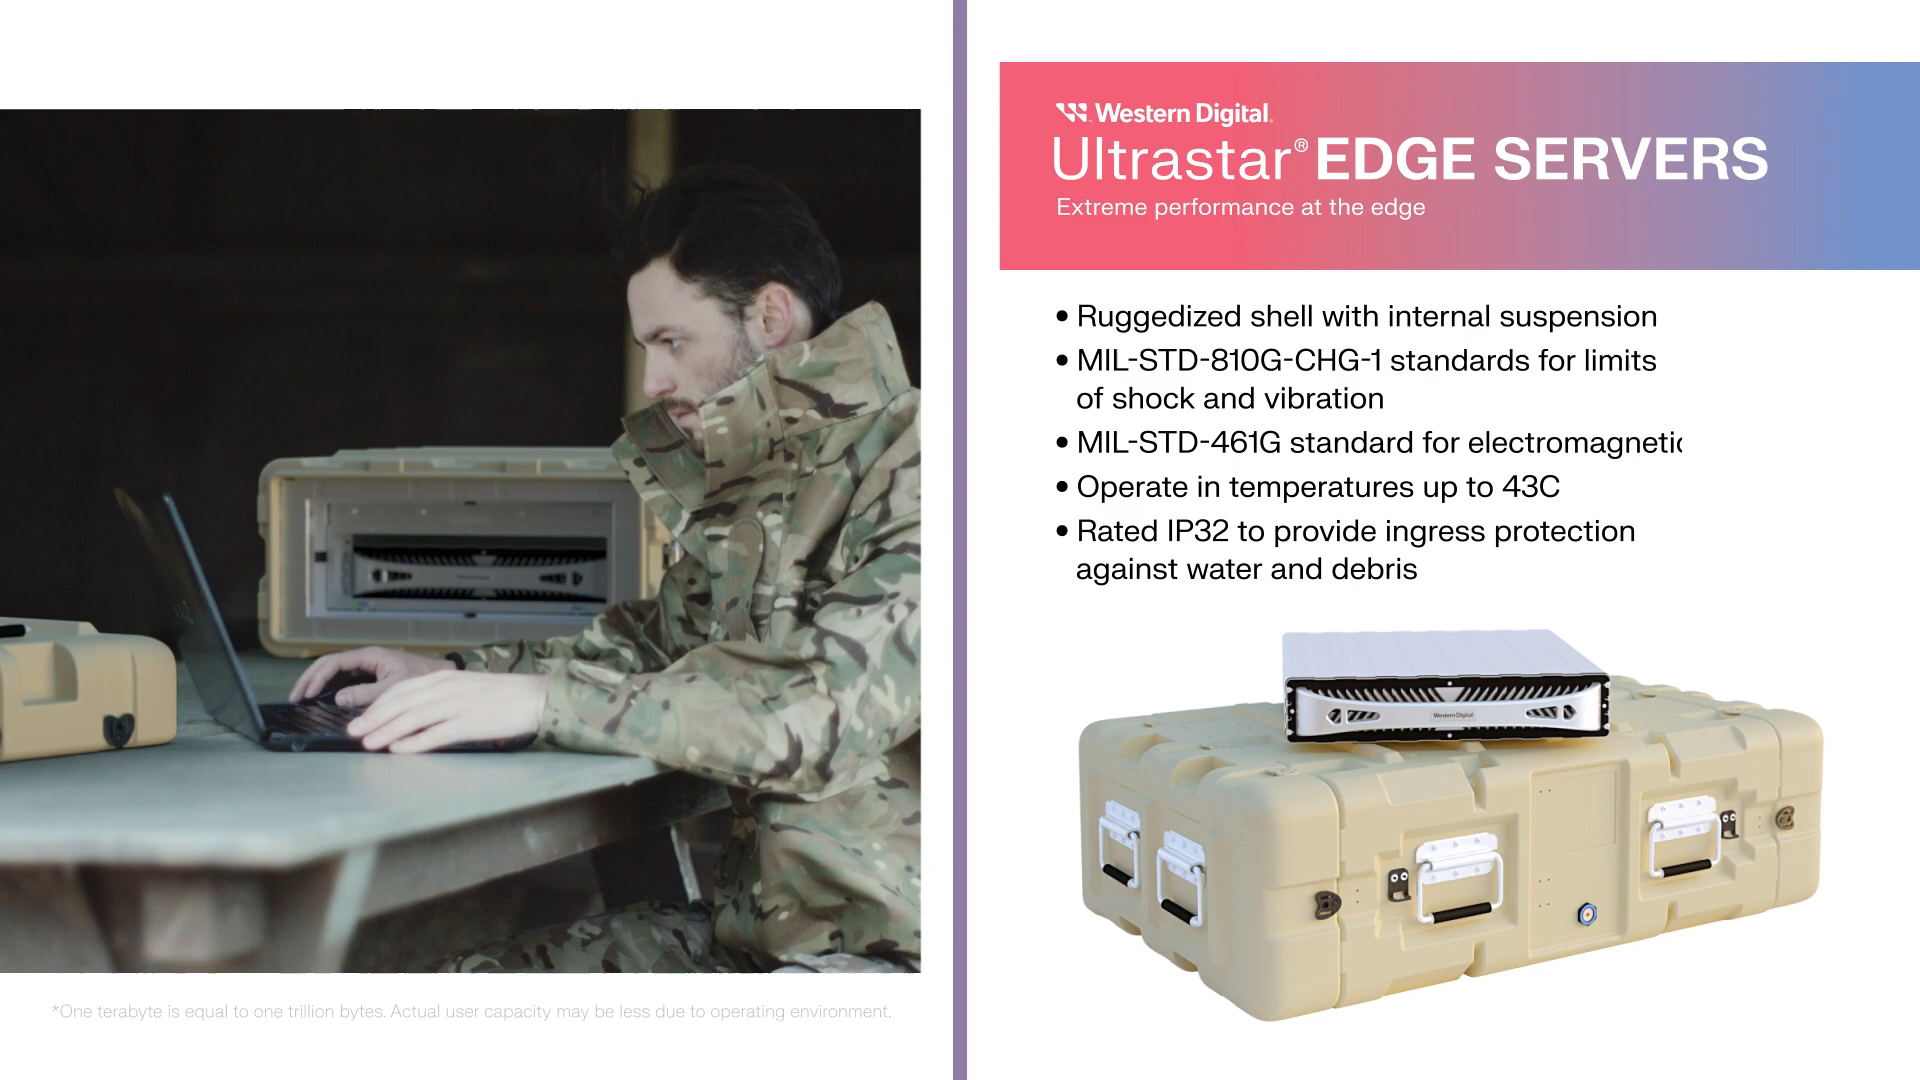 Western Digital.
Ultrastar® EDGE SERVERS
Extreme performance at the edge
• Ruggedized shell with internal suspension
• MIL-STD-810G-CHG-1 standards for limits
of shock and vibration
• MIL-STD-461G standard for electromagnetic
• Operate in temperatures up to 43C
• Rated IP32 to provide ingress protection
against water and debris
Western Digital
*One terabyte is equal to one trillion bytes. Actual user capacity may be less due to operating environment.